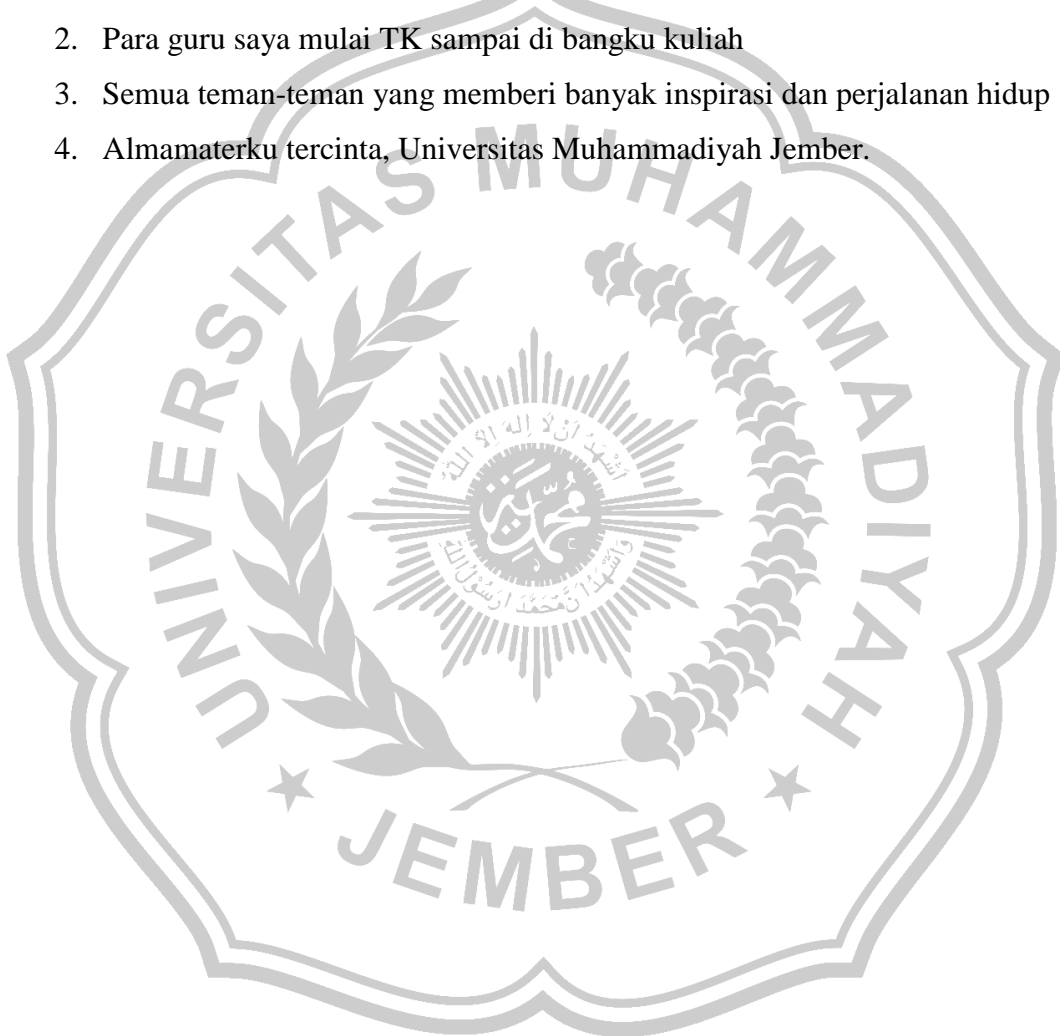 2. Para guru saya mulai TK sampai di bangku kuliah
3. Semua teman-teman yang memberi banyak inspirasi dan perjalanan hidup
4. Almamaterku tercinta, Universitas Muhammadiyah Jember.
UNIVERSITAS MUHAMMADIYAH
JEMBER